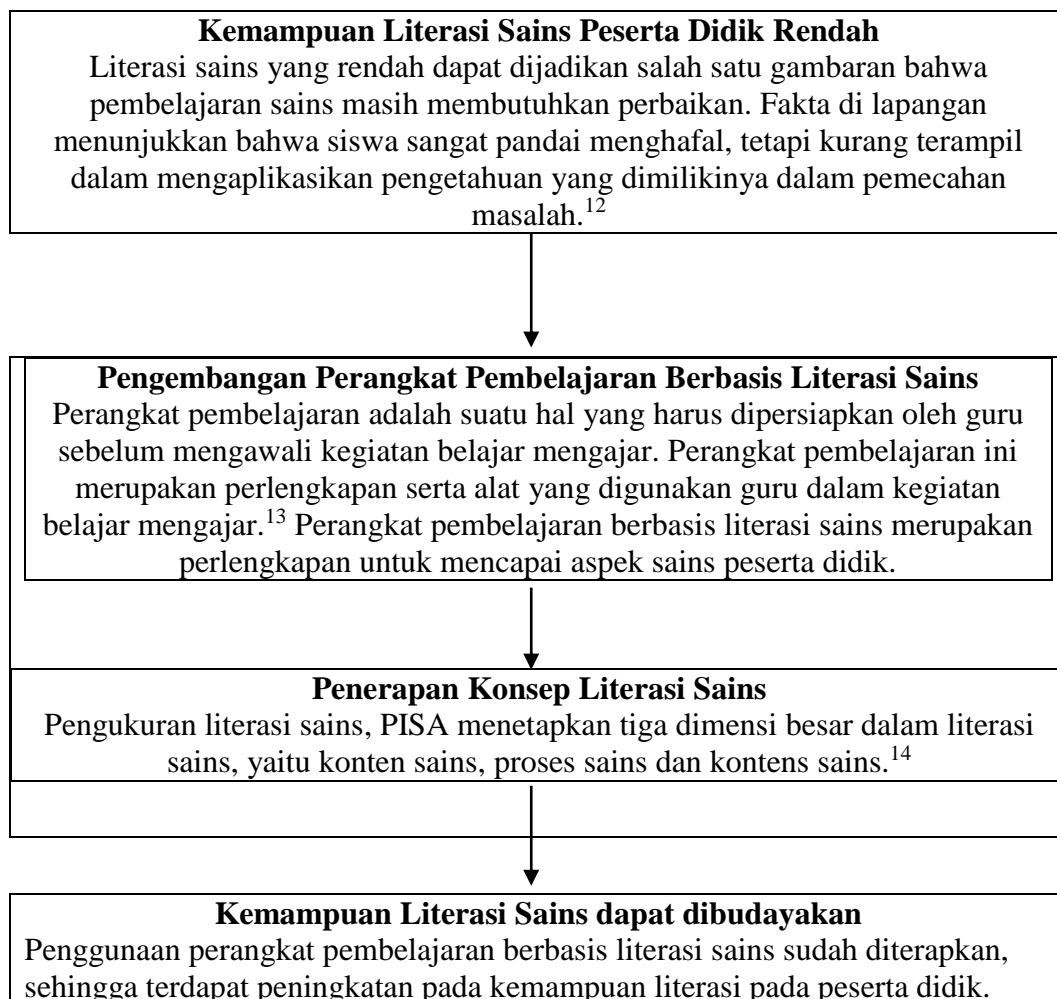 Kemampuan Literasi Sains Peserta Didik Rendah
Literasi sains yang rendah dapat dijadikan salah satu gambaran bahwa
pembelajaran sains masih membutuhkan perbaikan. Fakta di lapangan
menunjukkan bahwa siswa sangat pandai menghafal, tetapi kurang terampil
dalam mengaplikasikan pengetahuan yang dimilikinya dalam pemecahan
masalah.12
Pengembangan Perangkat Pembelajaran Berbasis Literasi Sains
Perangkat pembelajaran adalah suatu hal yang harus dipersiapkan oleh guru
sebelum mengawali kegiatan belajar mengajar. Perangkat pembelajaran ini
merupakan perlengkapan serta alat yang digunakan guru dalam kegiatan
belajar mengajar.13 Perangkat pembelajaran berbasis literasi sains merupakan
perlengkapan untuk mencapai aspek sains peserta didik.
Penerapan Konsep Literasi Sains
Pengukuran literasi sains, PISA menetapkan tiga dimensi besar dalam literasi
sains, yaitu konten sains, proses sains dan kontens sains.14
Kemampuan Literasi Sains dapat dibudayakan
Penggunaan perangkat pembelajaran berbasis literasi sains sudah diterapkan,
sehingga terdapat peningkatan pada kemampuan literasi pada peserta didik.